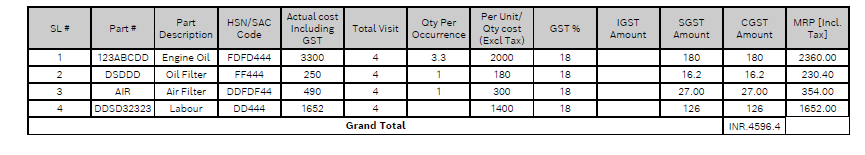 SL # Part # Part Description HSN/SAC Code Actual cost Including GST Total Visit Qty Per Occurrence Per Unit/ Qty cost (Excl Tax) GST % IGST Amount SGST Amount CGST Amount MRP [Incl. Tax]
1 123ABCDD Engine Oil FDFD444 3300 4 3.3 2000 18 180 180 2360.00
2 DSDDD Oil Filter FF444 250 4 1 180 18 16.2 16.2 230.40
3 AIR Air Filter DDFDF44 490 4 1 300 18 27.00 27.00 354.00
4 DDSD32323 Labour DD444 1652 4 1400 18 126 126 1652.00
Grand Total INR.4596.4